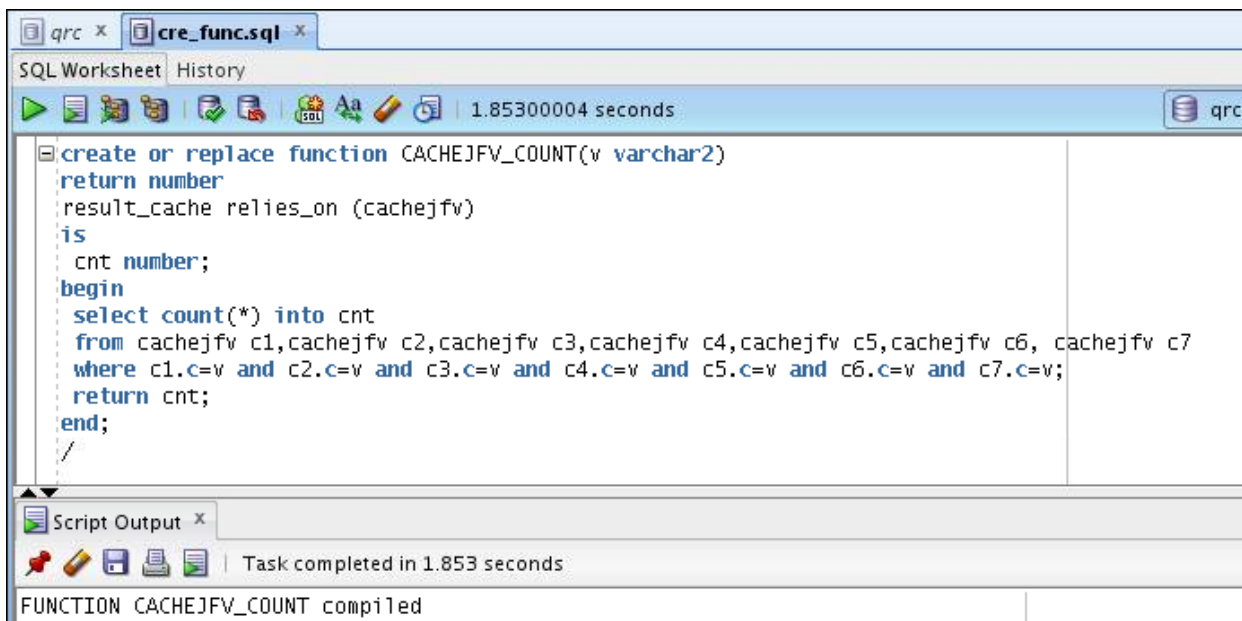 qrc cre_func.sql
SQL Worksheet History
1.85300004 seconds qrc
create or replace function CACHEJFV_COUNT(v varchar2)
return number
result_cache relies_on (cachejfv)
is
cnt number;
begin
select count(*) into cnt
from cachejfv c1,cachejfv c2,cachejfv c3,cachejfv c4,cachejfv c5,cachejfv c6, cachejfv c7
where c1.c=v and c2.c=v and c3.c=v and c4.c=v and c5.c=v and c6.c=v and c7.c=v;
return cnt;
end;
/
Script Output
Task completed in 1.853 seconds
FUNCTION CACHEJFV_COUNT compiled